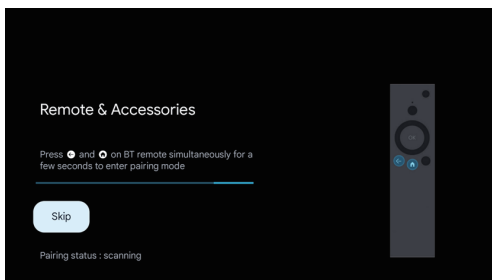 Remote & Accessories
Press and on BT remote simultaneously for a
few seconds to enter pairing mode
Skip
Pairing status : scanning
OK